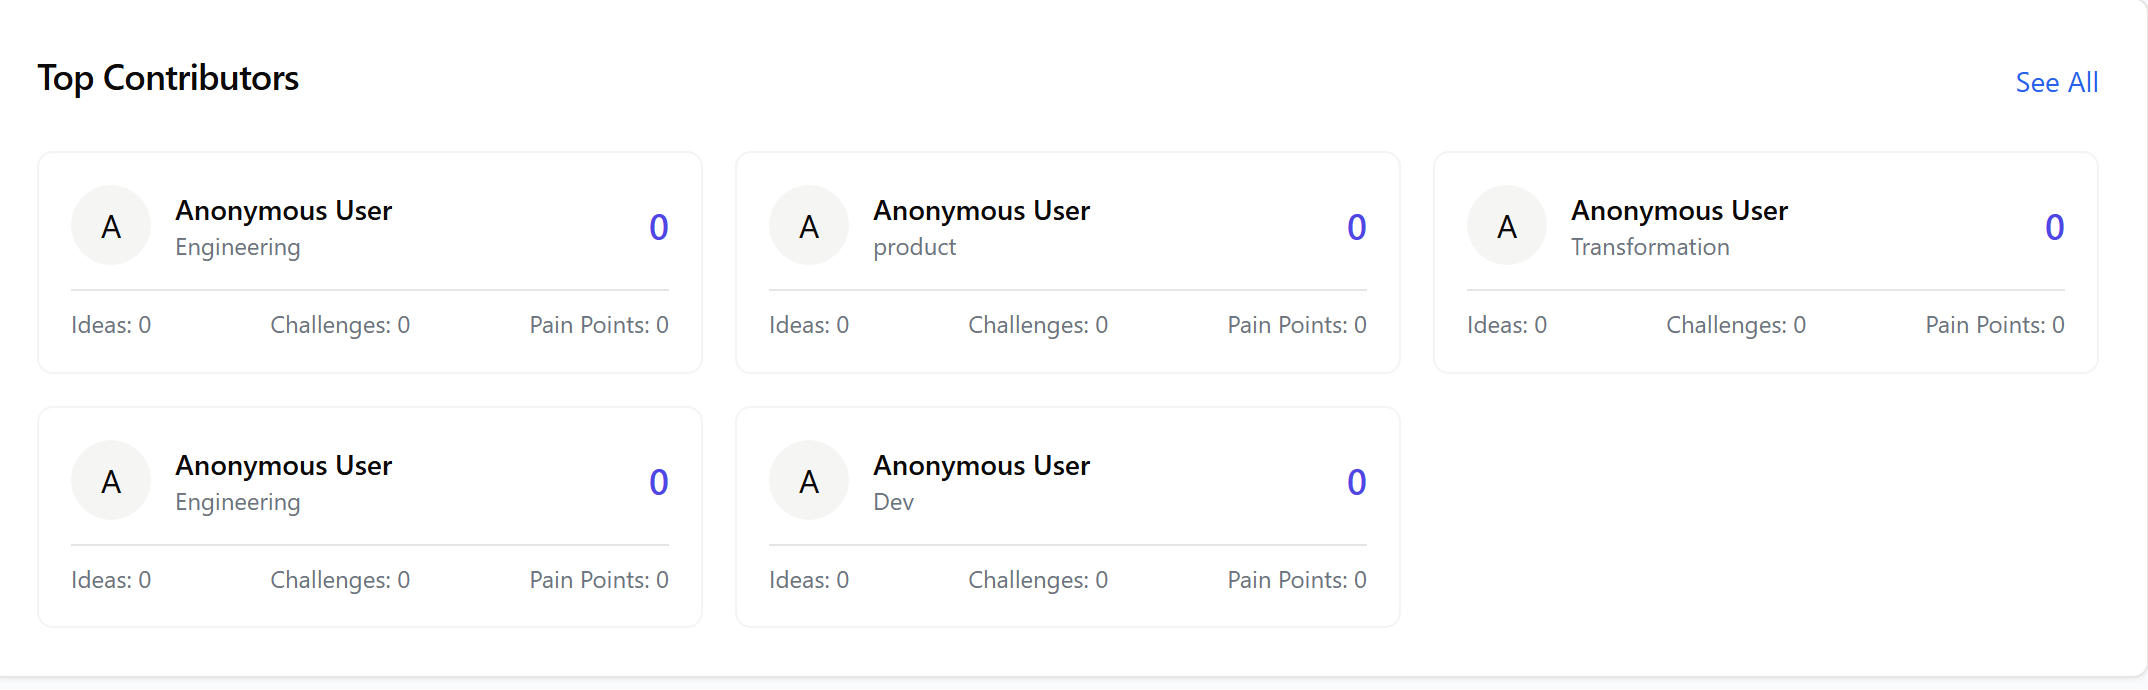 Top Contributors
See All
A
Anonymous User
Engineering
0
Ideas: 0
Challenges: 0
Pain Points: 0
A
Anonymous User
product
0
Ideas: 0
Challenges: 0
Pain Points: 0
A
Anonymous User
Transformation
0
Ideas: 0
Challenges: 0
Pain Points: 0
A
Anonymous User
Engineering
0
Ideas: 0
Challenges: 0
Pain Points: 0
A
Anonymous User
Dev
0
Ideas: 0
Challenges: 0
Pain Points: 0